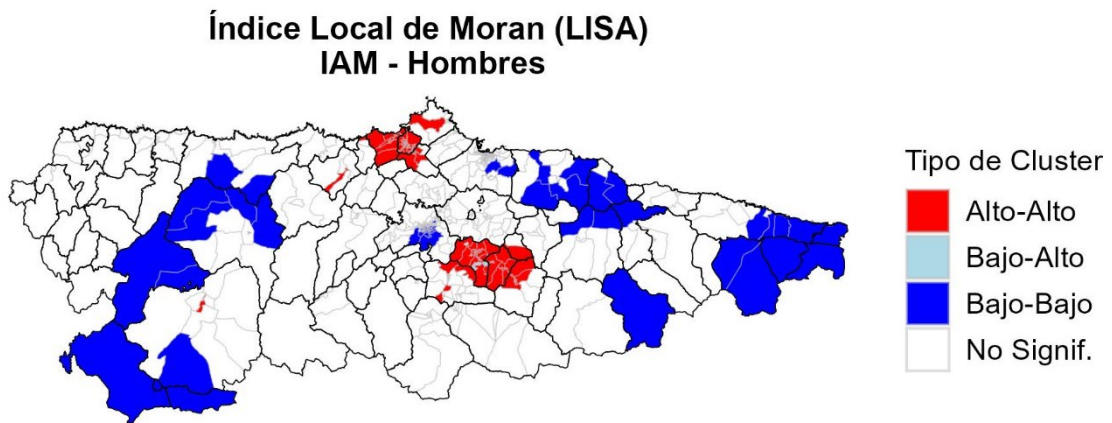 Índice Local de Moran (LISA)
IAM - Hombres
Tipo de Cluster
Alto-Alto
Bajo-Alto
Bajo-Bajo
No Signif.